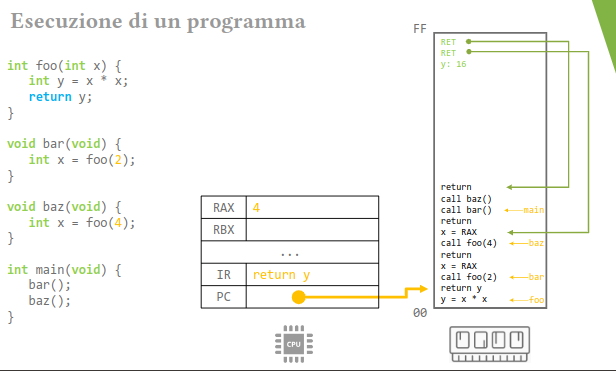 Esecuzione di un programma
int foo(int x) {
int y = x * x;
return y;
}
void bar(void) {
int x = foo(2);
}
void baz(void) {
int x = foo(4);
}
int main(void) {
bar();
baz();
}
RAX 4
RBX
...
IR return y
PC
CPU
FF
RET
RET
y: 16
return
call baz()
call bar() main
return
x = RAX
call foo(4) baz
return
x = RAX
call foo(2) bar
return y
y = x * x foo
00